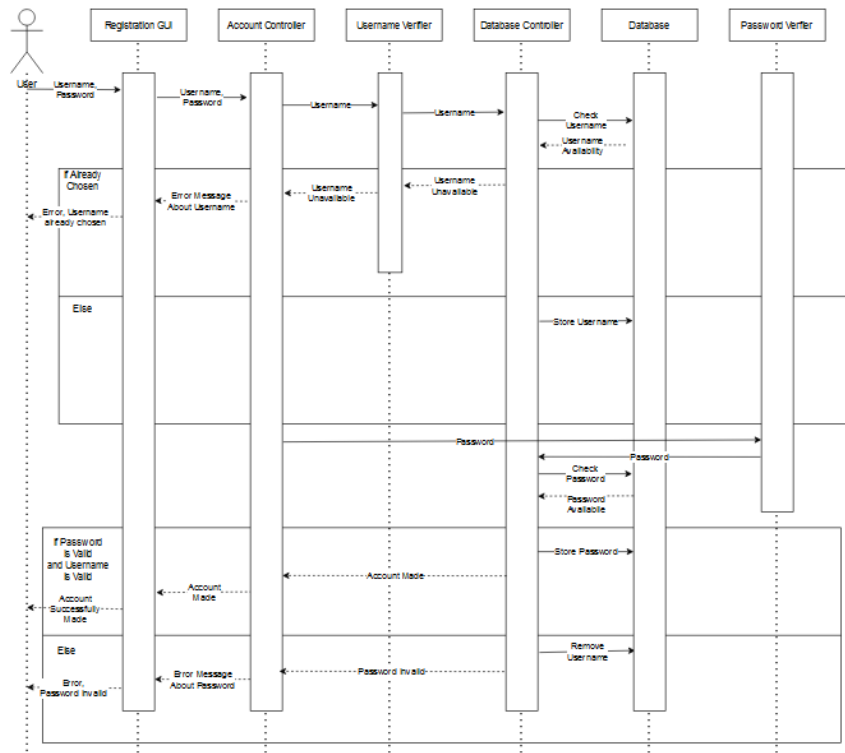 Registration GUI
Account Controller
Username Verifier
Database Controller
Database
Password Verifier
User
Username,
Password
Username,
Password
Username
Username
Check
Username
Username
Availability
If Already
Chosen
Username
Unavailable
Username
Unavailable
Error Message
About Username
Error, Username
already chosen
Else
Store Username
Password
Password
Check
Password
Password
Available
If Password
is Valid
and Username
is Valid
Store Password
Account Made
Account
Made
Account
Successfully
Made
Else
Remove
Username
Password Invalid
Error Message
About Password
Error,
Password Invalid